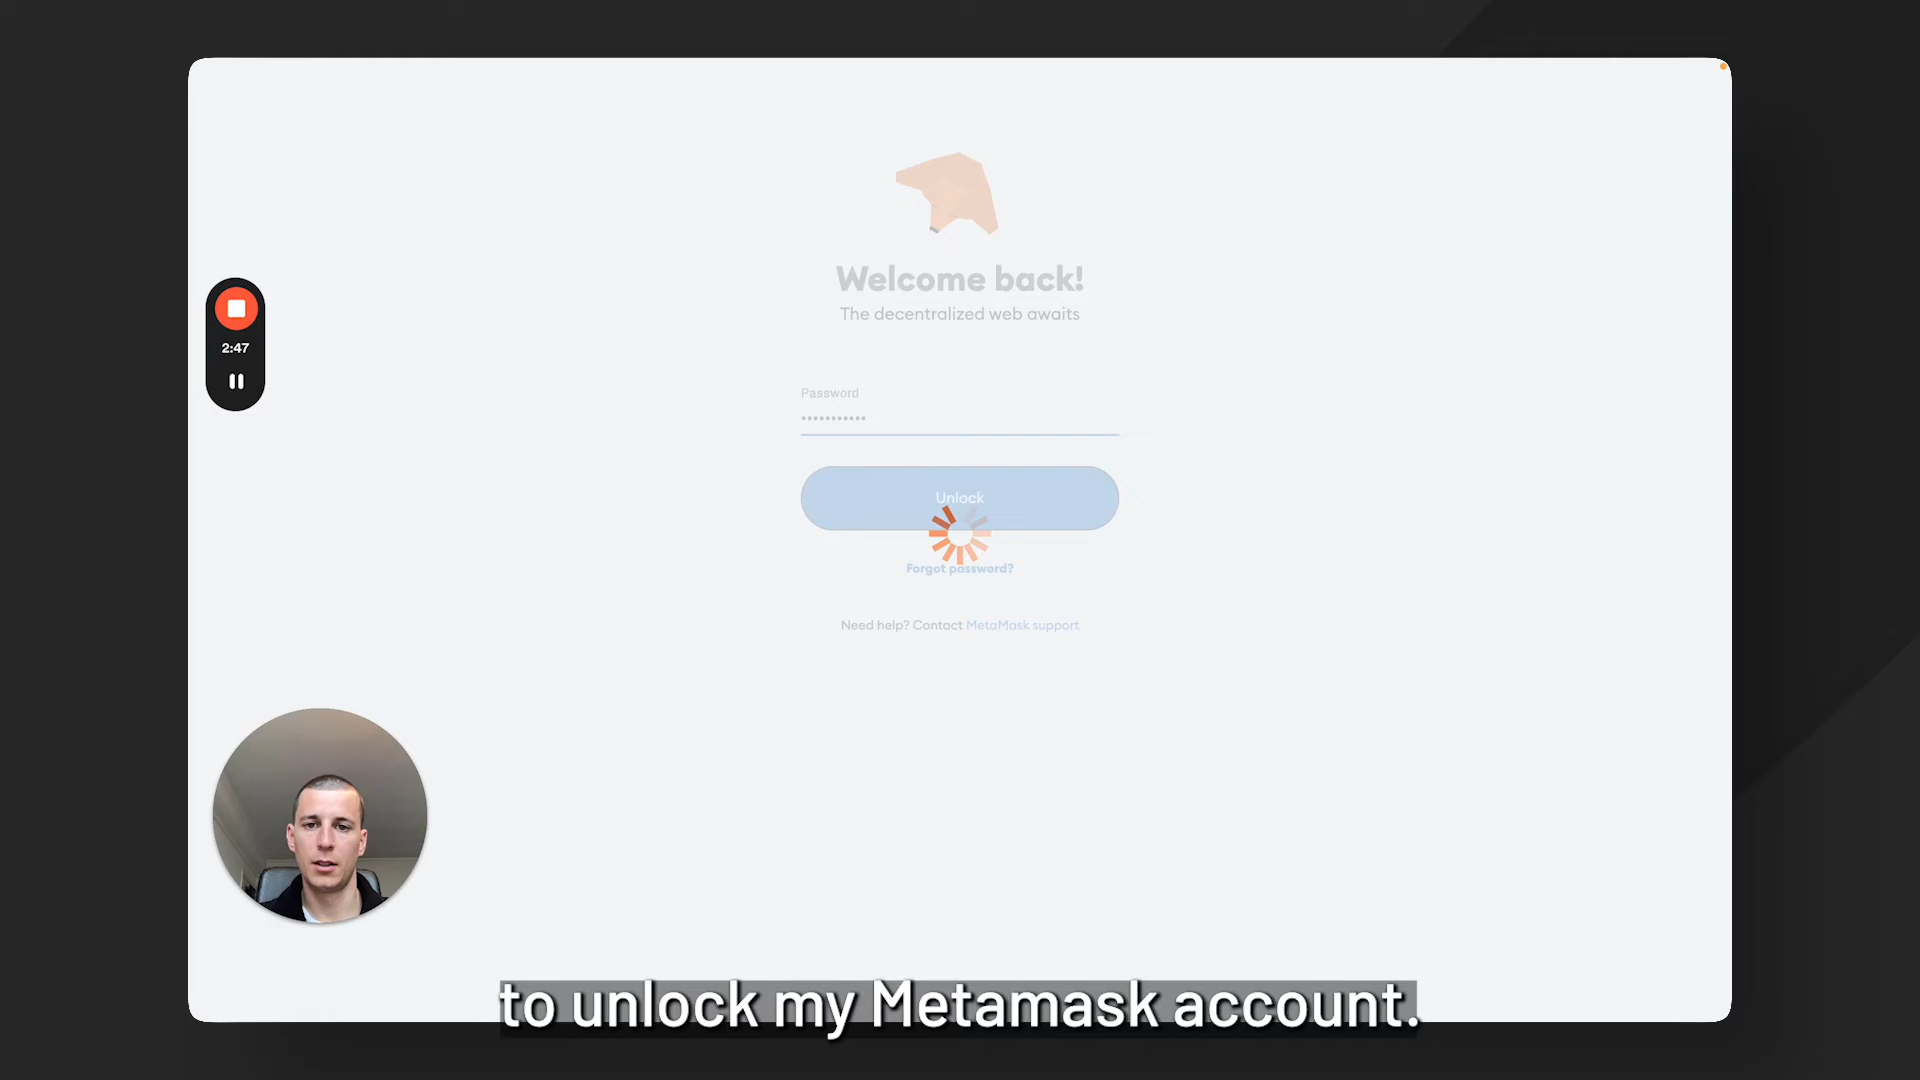 Welcome back!
The decentralized web awaits
2:47
Password
•••••••••••
Unlock
Forgot password?
Need help? Contact MetaMask support
to unlock my Metamask account.